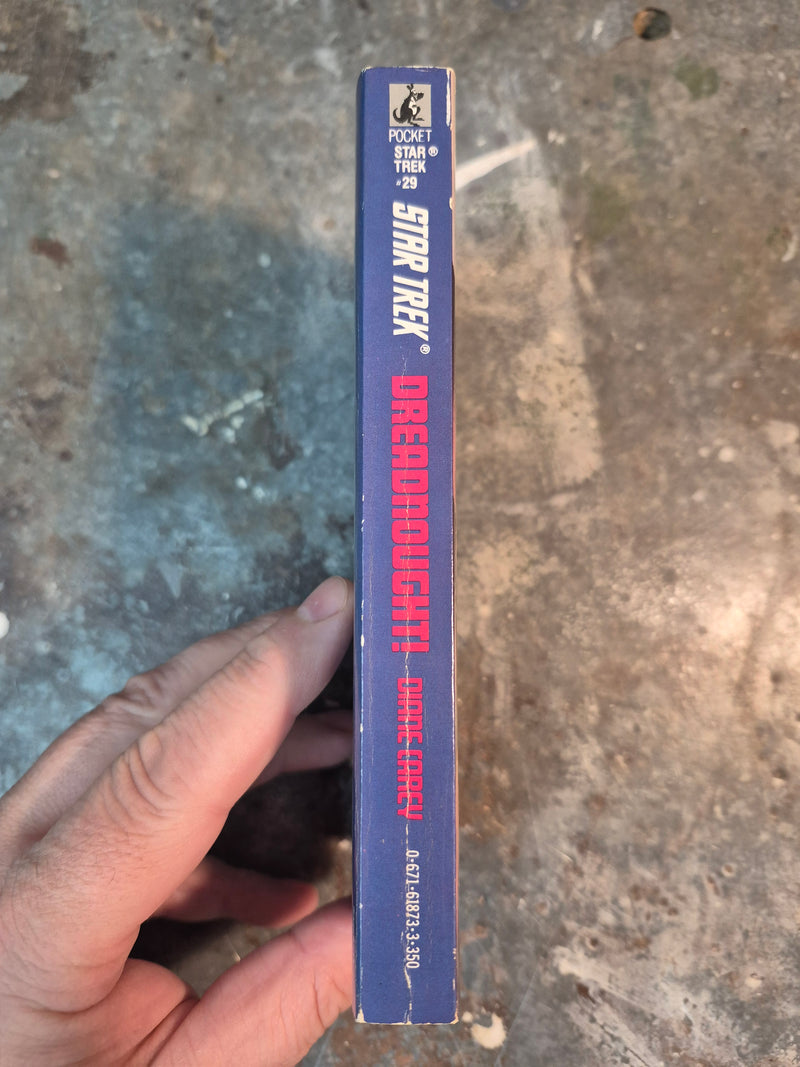 POCKET
STAR®
TREK
#29
STAR TREK®
DREADNOUGHT!
DIANE CAREY
0·671·61873·3·350